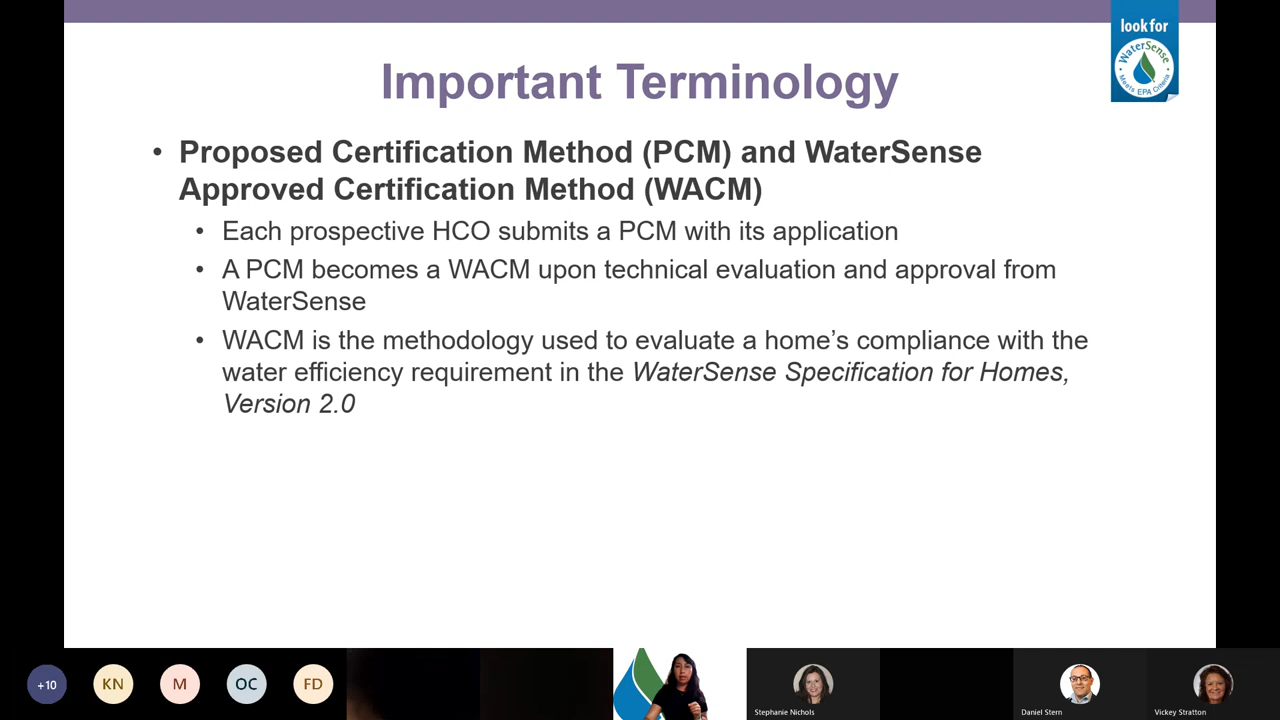 look for
WaterSense
Meets EPA Criteria
Important Terminology
• Proposed Certification Method (PCM) and WaterSense
Approved Certification Method (WACM)
• Each prospective HCO submits a PCM with its application
• A PCM becomes a WACM upon technical evaluation and approval from
WaterSense
• WACM is the methodology used to evaluate a home’s compliance with the
water efficiency requirement in the WaterSense Specification for Homes,
Version 2.0
+10
KN
M
OC
FD
Stephanie Nichols
Daniel Stern
Vickey Stratton